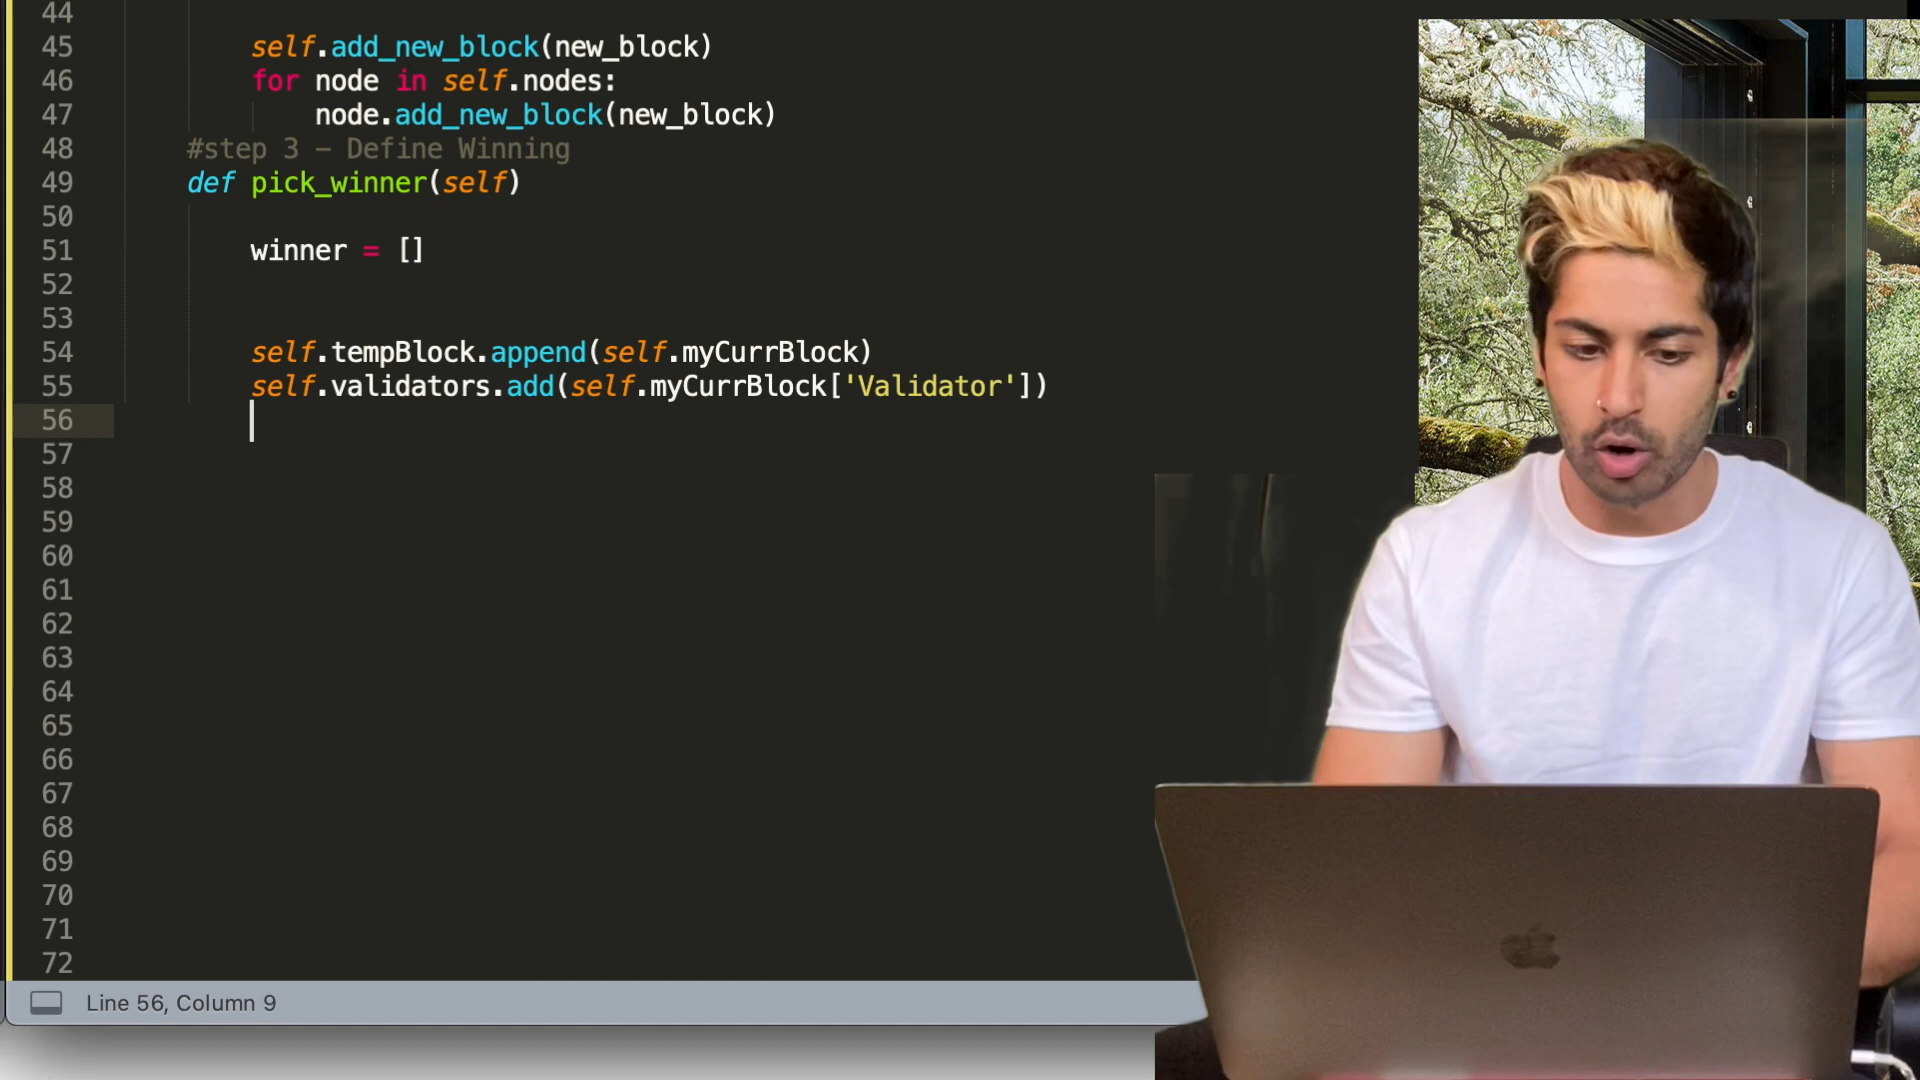 44
45 self.add_new_block(new_block)
46 for node in self.nodes:
47 node.add_new_block(new_block)
48 #step 3 – Define Winning
49 def pick_winner(self)
50
51 winner = []
52
53
54 self.tempBlock.append(self.myCurrBlock)
55 self.validators.add(self.myCurrBlock['Validator'])
56
57
58
59
60
61
62
63
64
65
66
67
68
69
70
71
72
Line 56, Column 9